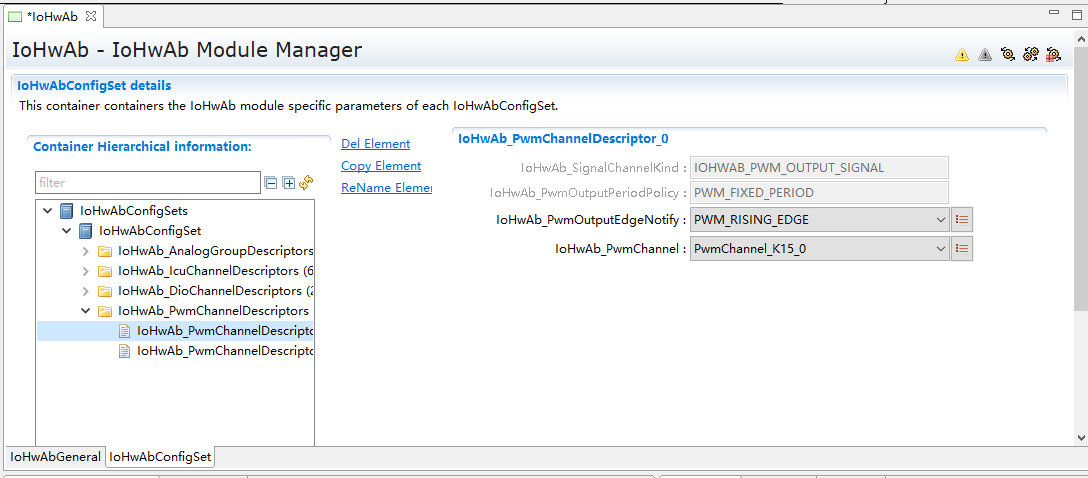 *IoHwAb
IoHwAb - IoHwAb Module Manager
IoHwAbConfigSet details
This container containers the IoHwAb module specific parameters of each IoHwAbConfigSet.
Container Hierarchical information:
filter
IoHwAbConfigSets
IoHwAbConfigSet
IoHwAb_AnalogGroupDescriptors
IoHwAb_IcuChannelDescriptors (6
IoHwAb_DioChannelDescriptors (2
IoHwAb_PwmChannelDescriptors
IoHwAb_PwmChannelDescripto
IoHwAb_PwmChannelDescripto
Del Element
Copy Element
ReName Elemen
IoHwAb_PwmChannelDescriptor_0
IoHwAb_SignalChannelKind : IOHWAB_PWM_OUTPUT_SIGNAL
IoHwAb_PwmOutputPeriodPolicy : PWM_FIXED_PERIOD
IoHwAb_PwmOutputEdgeNotify : PWM_RISING_EDGE
IoHwAb_PwmChannel : PwmChannel_K15_0
IoHwAbGeneral IoHwAbConfigSet